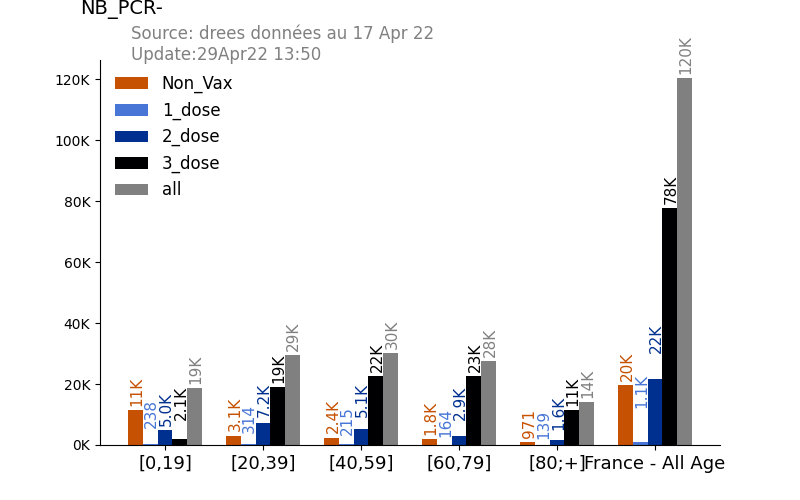 NB_PCR-
Source: drees données au 17 Apr 22
Update:29Apr22 13:50
120K
100K
80K
60K
40K
20K
0K
Non_Vax
1_dose
2_dose
3_dose
all
11K
238
5.0K
2.1K
19K
3.1K
314
7.2K
19K
29K
2.4K
215
5.1K
22K
30K
1.8K
164
2.9K
23K
28K
971
139
1.6K
11K
14K
20K
1.1K
22K
78K
120K
[0,19]
[20,39]
[40,59]
[60,79]
[80;+]
France - All Age